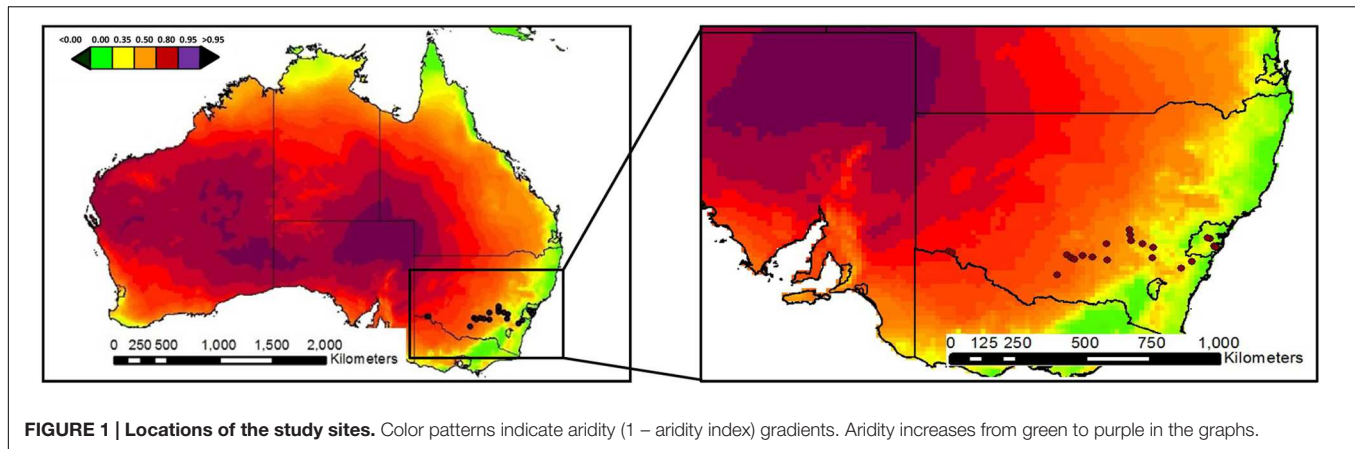 <0.00 0.00 0.35 0.50 0.80 0.95 >0.95
0 250 500 1,000 1,500 2,000
Kilometers
0 125 250 500 750 1,000
Kilometers
FIGURE 1 | Locations of the study sites. Color patterns indicate aridity (1 – aridity index) gradients. Aridity increases from green to purple in the graphs.